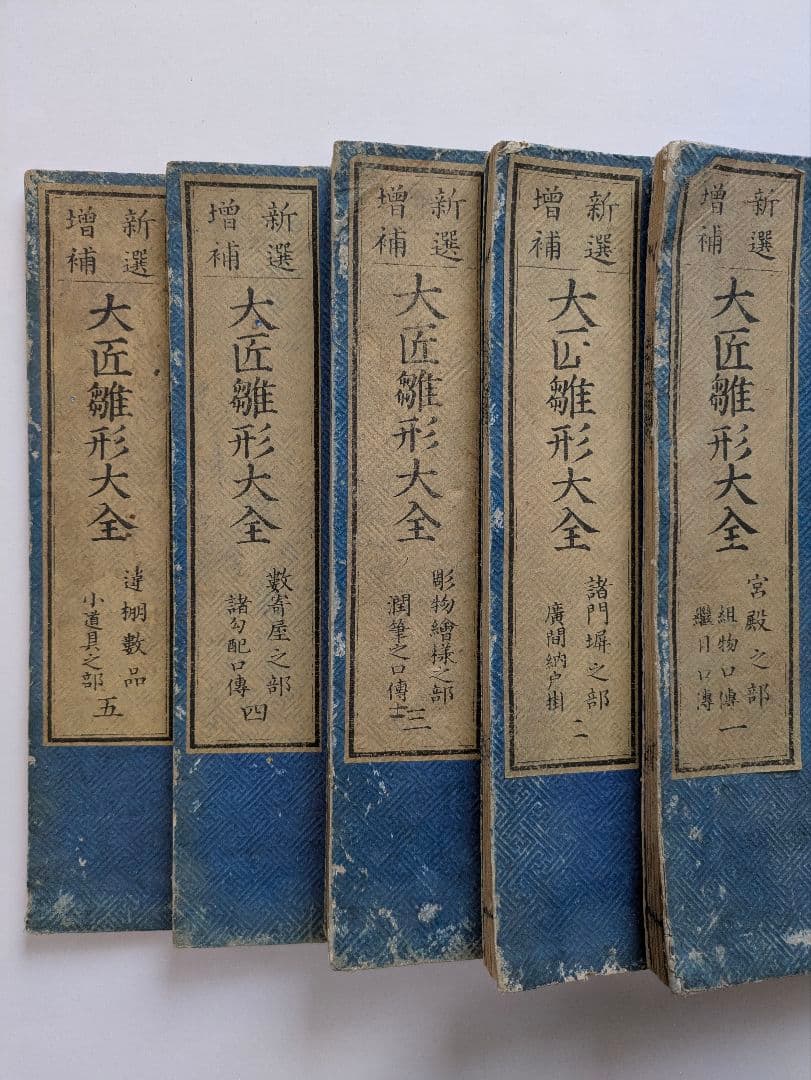 新選
増補
大匠雛形大全
宮殿之部
組物口傳
繼目口傳
一
新選
増補
大匠雛形大全
諸門塀之部
廣間納戸掛
二
新選
増補
大匠雛形大全
彫物繪様之部
潤筆之口傳
三
新選
増補
大匠雛形大全
數寄屋之部
諸勾配口傳
四
新選
増補
大匠雛形大全
違棚數品
小道具之部
五